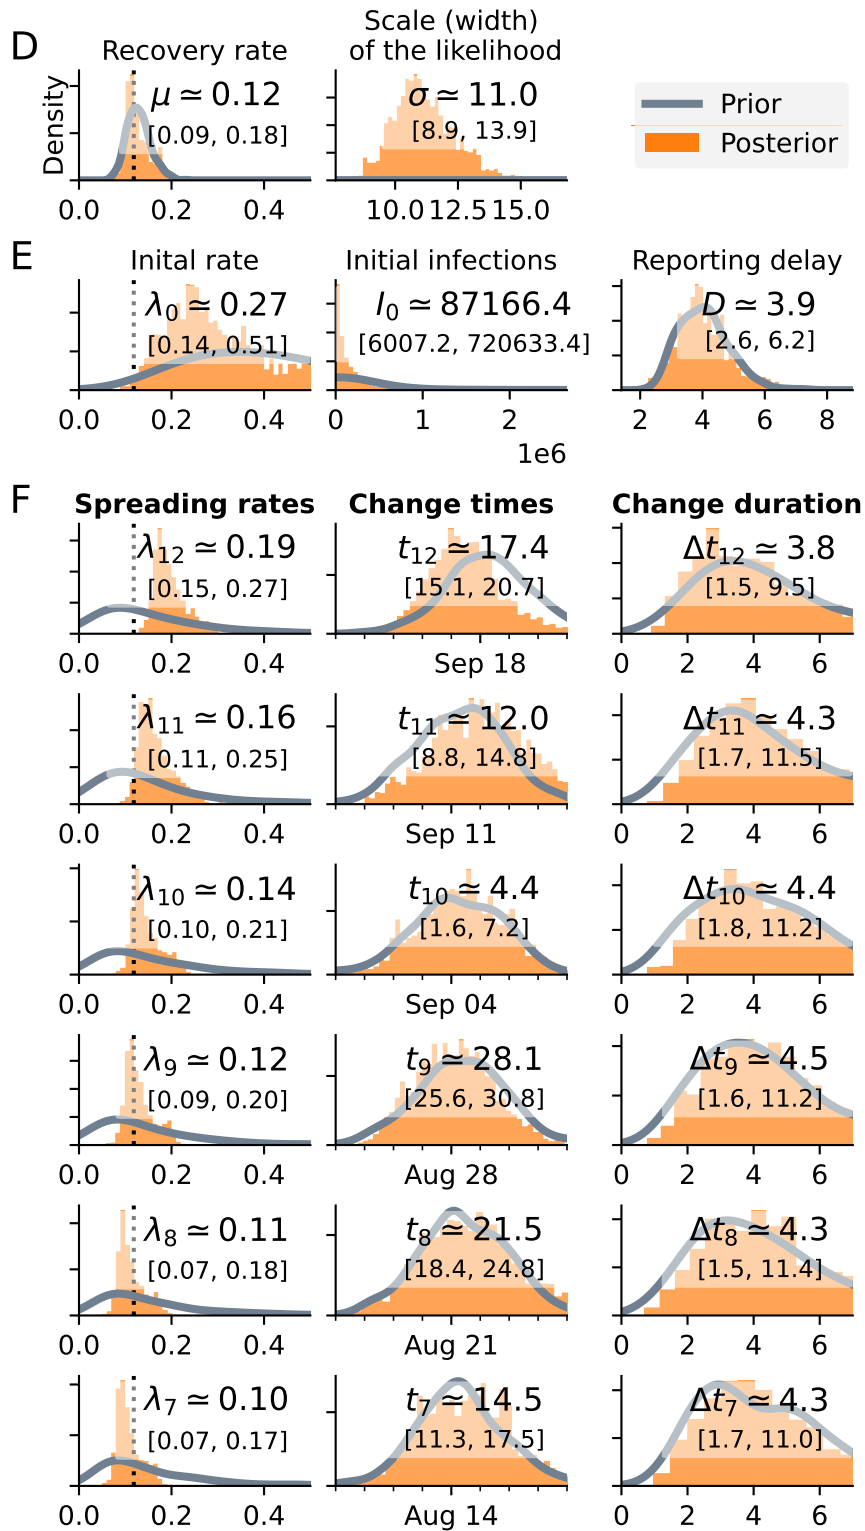 D
Recovery rate
Scale (width)
of the likelihood
Density
μ ≃ 0.12
[0.09, 0.18]
0.0 0.2 0.4
σ ≃ 11.0
[8.9, 13.9]
10.0 12.5 15.0
Prior
Posterior
E
Inital rate
λ0 ≃ 0.27
[0.14, 0.51]
0.0 0.2 0.4
Initial infections
I0 ≃ 87166.4
[6007.2, 720633.4]
0 1 2
1e6
Reporting delay
D ≃ 3.9
[2.6, 6.2]
2 4 6 8
F
Spreading rates Change times Change duration
λ12 ≃ 0.19
[0.15, 0.27]
0.0 0.2 0.4
t12 ≃ 17.4
[15.1, 20.7]
Sep 18
Δt12 ≃ 3.8
[1.5, 9.5]
0 2 4 6
λ11 ≃ 0.16
[0.11, 0.25]
0.0 0.2 0.4
t11 ≃ 12.0
[8.8, 14.8]
Sep 11
Δt11 ≃ 4.3
[1.7, 11.5]
0 2 4 6
λ10 ≃ 0.14
[0.10, 0.21]
0.0 0.2 0.4
t10 ≃ 4.4
[1.6, 7.2]
Sep 04
Δt10 ≃ 4.4
[1.8, 11.2]
0 2 4 6
λ9 ≃ 0.12
[0.09, 0.20]
0.0 0.2 0.4
t9 ≃ 28.1
[25.6, 30.8]
Aug 28
Δt9 ≃ 4.5
[1.6, 11.2]
0 2 4 6
λ8 ≃ 0.11
[0.07, 0.18]
0.0 0.2 0.4
t8 ≃ 21.5
[18.4, 24.8]
Aug 21
Δt8 ≃ 4.3
[1.5, 11.4]
0 2 4 6
λ7 ≃ 0.10
[0.07, 0.17]
0.0 0.2 0.4
t7 ≃ 14.5
[11.3, 17.5]
Aug 14
Δt7 ≃ 4.3
[1.7, 11.0]
0 2 4 6